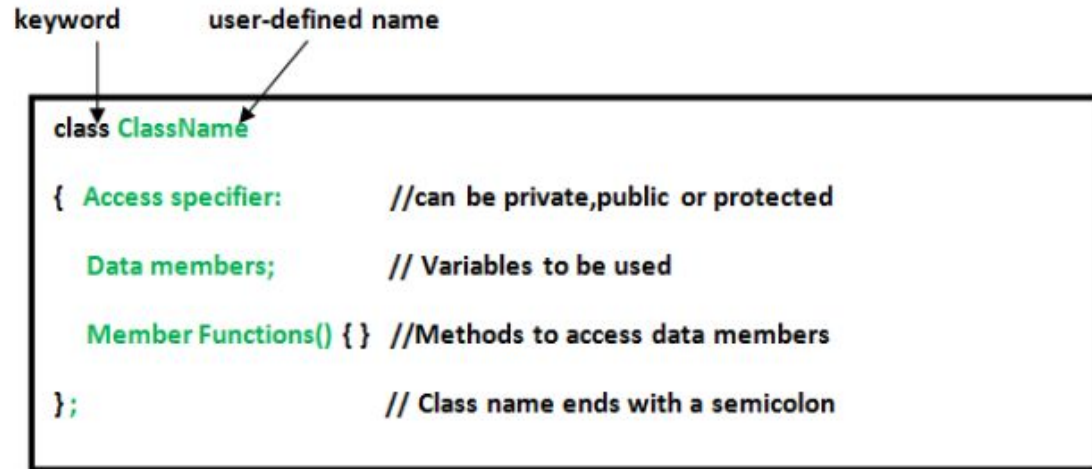 keyword user-defined name
class ClassName
{ Access specifier: //can be private,public or protected
Data members; // Variables to be used
Member Functions() { } //Methods to access data members
} ; // Class name ends with a semicolon